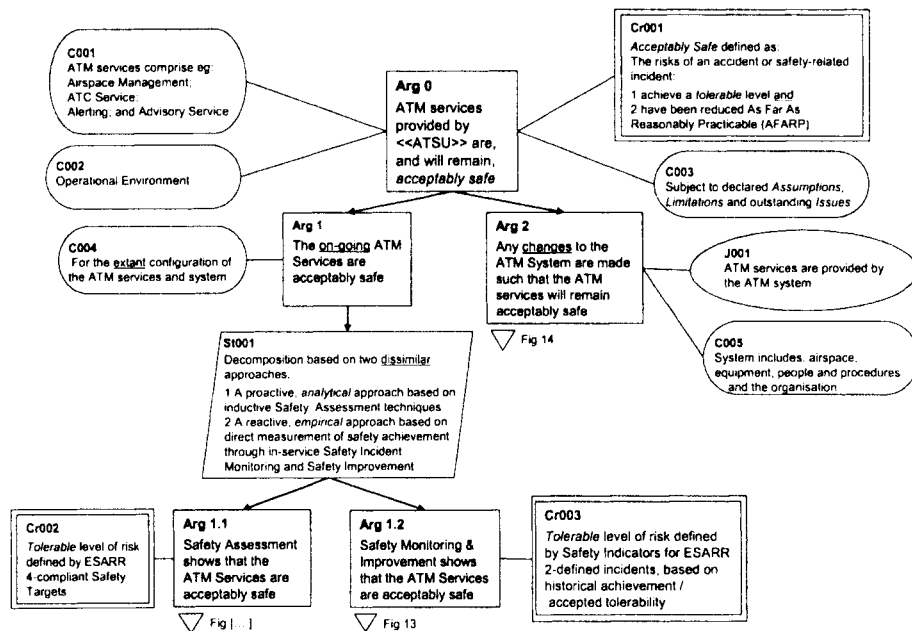 C001
ATM services comprise eg:
Airspace Management;
ATC Service;
Alerting; and Advisory Service
Cr001
Acceptably Safe defined as:
The risks of an accident or safety-related
incident:
1 achieve a tolerable level and
2 have been reduced As Far As
Reasonably Practicable (AFARP)
Arg 0
ATM services
provided by
<<ATSU>> are,
and will remain,
acceptably safe
C002
Operational Environment
C003
Subject to declared Assumptions,
Limitations and outstanding Issues
C004
For the extant configuration of
the ATM services and system
Arg 1
The on-going ATM
Services are
acceptably safe
Arg 2
Any changes to the
ATM System are made
such that the ATM
services will remain
acceptably safe
Fig 14
J001
ATM services are provided by
the ATM system
C005
System includes. airspace,
equipment, people and procedures
and the organisation
St001
Decomposition based on two dissimilar
approaches.
1 A proactive, analytical approach based on
inductive Safety Assessment techniques
2 A reactive, empirical approach based on
direct measurement of safety achievement
through in-service Safety Incident
Monitoring and Safety Improvement
Cr002
Tolerable level of risk
defined by ESARR
4-compliant Safety
Targets
Arg 1.1
Safety Assessment
shows that the
ATM Services are
acceptably safe
Fig [...]
Arg 1.2
Safety Monitoring &
Improvement shows
that the ATM Services
are acceptably safe
Fig 13
Cr003
Tolerable level of risk defined
by Safety Indicators for ESARR
2-defined incidents, based on
historical achievement /
accepted tolerability